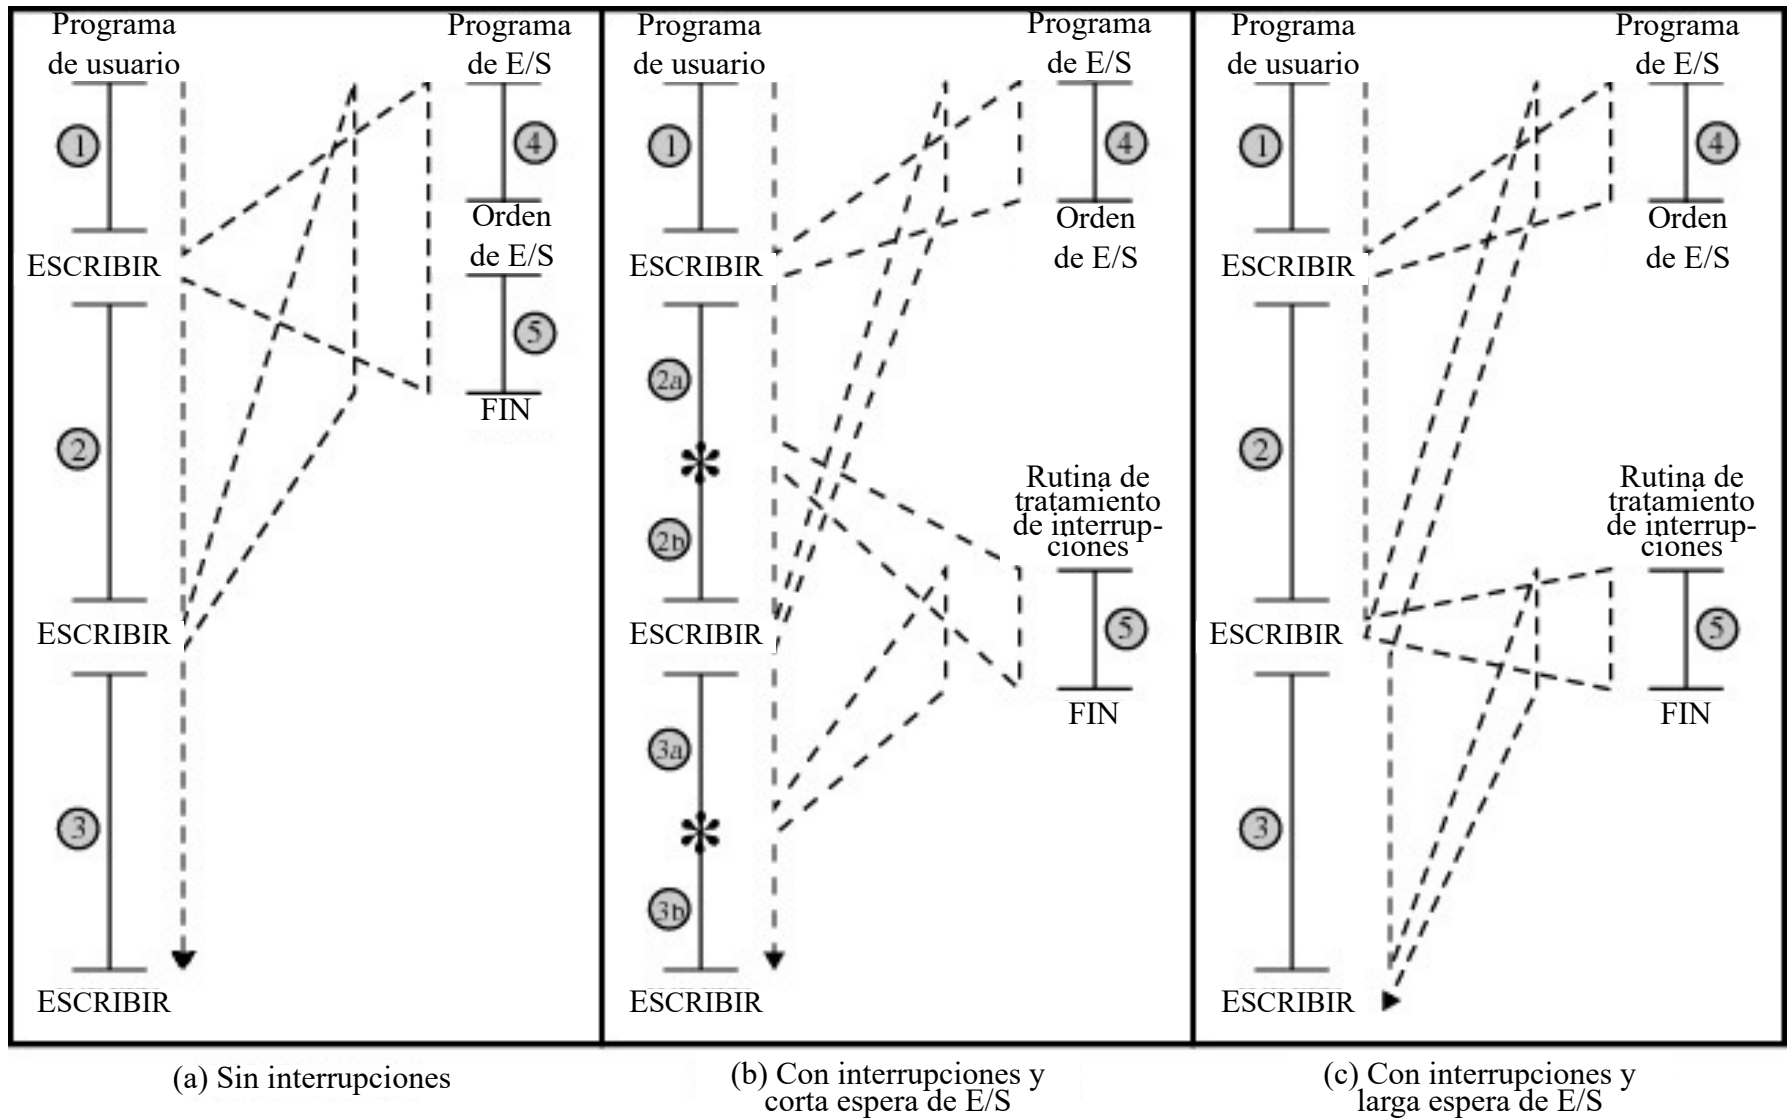 Programa
de usuario
Programa
de E/S
1
4
Orden
de E/S
ESCRIBIR
5
FIN
2
ESCRIBIR
3
ESCRIBIR
(a) Sin interrupciones
Programa
de usuario
Programa
de E/S
1
4
Orden
de E/S
ESCRIBIR
2a
*
2b
Rutina de
tratamiento
de interrup-
ciones
ESCRIBIR
5
FIN
3a
*
3b
ESCRIBIR
(b) Con interrupciones y
corta espera de E/S
Programa
de usuario
Programa
de E/S
1
4
Orden
de E/S
ESCRIBIR
2
Rutina de
tratamiento
de interrup-
ciones
ESCRIBIR
5
FIN
3
ESCRIBIR
(c) Con interrupciones y
larga espera de E/S